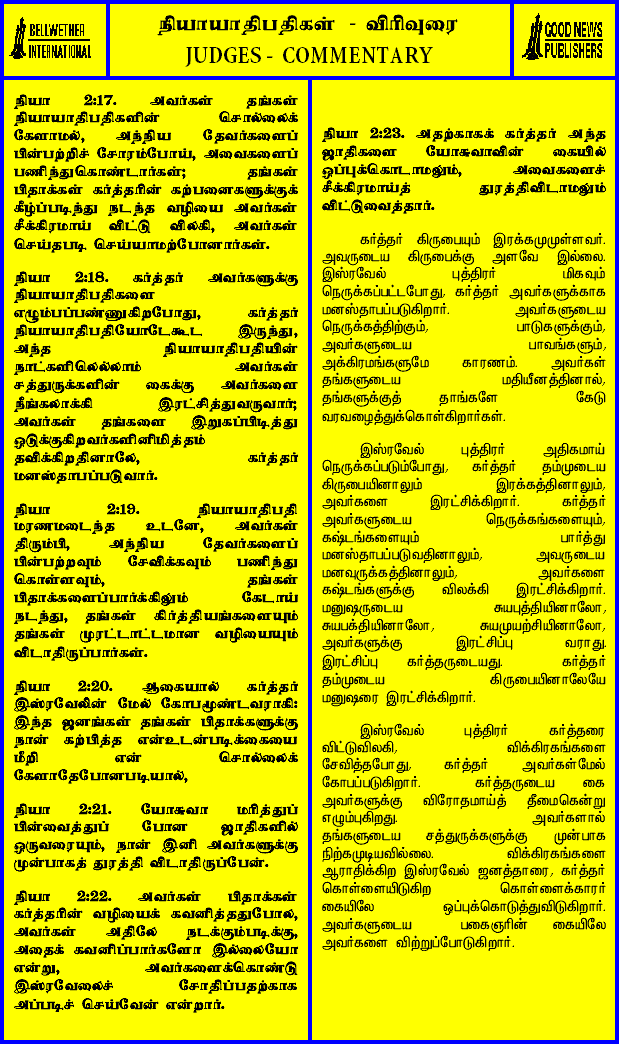 BELLWETHER
INTERNATIONAL
நியாயாதிபதிகள் - விரிவுரை
JUDGES - COMMENTARY
GOOD NEWS
PUBLISHERS
நியா 2:17. அவர்கள் தங்கள்
நியாயாதிபதிகளின் சொல்லைக்
கேளாமல், அந்நிய தேவர்களைப்
பின்பற்றிச் சோரம்போய், அவைகளைப்
பணிந்துகொண்டார்கள்; தங்கள்
பிதாக்கள் கர்த்தரின் கற்பனைகளுக்குக்
கீழ்ப்படிந்து நடந்த வழியை அவர்கள்
சீக்கிரமாய் விட்டு விலகி, அவர்கள்
செய்தபடி செய்யாமற்போனார்கள்.
நியா 2:18. கர்த்தர் அவர்களுக்கு
நியாயாதிபதிகளை
எழும்பப்பண்ணுகிறபோது, கர்த்தர்
நியாயாதிபதியோடேகூட இருந்து,
அந்த நியாயாதிபதியின்
நாட்களிலெல்லாம் அவர்கள்
சத்துருக்களின் கைக்கு அவர்களை
நீங்கலாக்கி இரட்சித்துவருவார்;
அவர்கள் தங்களை இறுகப்பிடித்து
ஒடுக்குகிறவர்களினிமித்தம்
தவிக்கிறதினாலே, கர்த்தர்
மனஸ்தாபப்படுவார்.
நியா 2:19. நியாயாதிபதி
மரணமடைந்த உடனே, அவர்கள்
திரும்பி, அந்நிய தேவர்களைப்
பின்பற்றவும் சேவிக்கவும் பணிந்து
கொள்ளவும், தங்கள்
பிதாக்களைப்பார்க்கிலும் கேடாய்
நடந்து, தங்கள் கிர்த்தியங்களையும்
தங்கள் முரட்டாட்டமான வழியையும்
விடாதிருப்பார்கள்.
நியா 2:20. ஆகையால் கர்த்தர்
இஸ்ரவேலின் மேல் கோபமூண்டவராகி:
இந்த ஜனங்கள் தங்கள் பிதாக்களுக்கு
நான் கற்பித்த என்உடன்படிக்கையை
மீறி என் சொல்லைக்
கேளாதேபோனபடியால்,
நியா 2:21. யோசுவா மரித்துப்
பின்வைத்துப் போன ஜாதிகளில்
ஒருவரையும், நான் இனி அவர்களுக்கு
முன்பாகத் துரத்தி விடாதிருப்பேன்.
நியா 2:22. அவர்கள் பிதாக்கள்
கர்த்தரின் வழியைக் கவனித்ததுபோல,
அவர்கள் அதிலே நடக்கும்படிக்கு,
அதைக் கவனிப்பார்களோ இல்லையோ
என்று, அவர்களைக்கொண்டு
இஸ்ரவேலைச் சோதிப்பதற்காக
அப்படிச் செய்வேன் என்றார்.
நியா 2:23. அதற்காகக் கர்த்தர் அந்த
ஜாதிகளை யோசுவாவின் கையில்
ஒப்புக்கொடாமலும், அவைகளைச்
சீக்கிரமாய்த் துரத்திவிடாமலும்
விட்டுவைத்தார்.
கர்த்தர் கிருபையும் இரக்கமுமுள்ளவர்.
அவருடைய கிருபைக்கு அளவே இல்லை.
இஸ்ரவேல் புத்திரர் மிகவும்
நெருக்கப்பட்டபோது, கர்த்தர் அவர்களுக்காக
மனஸ்தாபப்படுகிறார். அவர்களுடைய
நெருக்கத்திற்கும், பாடுகளுக்கும்,
அவர்களுடைய பாவங்களும்,
அக்கிரமங்களுமே காரணம். அவர்கள்
தங்களுடைய மதியீனத்தினால்,
தங்களுக்குத் தாங்களே கேடு
வரவழைத்துக்கொள்கிறார்கள்.
இஸ்ரவேல் புத்திரர் அதிகமாய்
நெருக்கப்படும்போது, கர்த்தர் தம்முடைய
கிருபையினாலும் இரக்கத்தினாலும்,
அவர்களை இரட்சிக்கிறார். கர்த்தர்
அவர்களுடைய நெருக்கங்களையும்,
கஷ்டங்களையும் பார்த்து
மனஸ்தாபப்படுவதினாலும், அவருடைய
மனவுருக்கத்தினாலும், அவர்களை
கஷ்டங்களுக்கு விலக்கி இரட்சிக்கிறார்.
மனுஷருடைய சுயபுத்தியினாலோ,
சுயபக்தியினாலோ, சுயமுயற்சியினாலோ,
அவர்களுக்கு இரட்சிப்பு வராது.
இரட்சிப்பு கர்த்தருடையது. கர்த்தர்
தம்முடைய கிருபையினாலேயே
மனுஷரை இரட்சிக்கிறார்.
இஸ்ரவேல் புத்திரர் கர்த்தரை
விட்டுவிலகி, விக்கிரகங்களை
சேவித்தபோது, கர்த்தர் அவர்கள்மேல்
கோபப்படுகிறார். கர்த்தருடைய கை
அவர்களுக்கு விரோதமாய்த் தீமைகென்று
எழும்புகிறது. அவர்களால்
தங்களுடைய சத்துருக்களுக்கு முன்பாக
நிற்கமுடியவில்லை. விக்கிரகங்களை
ஆராதிக்கிற இஸ்ரவேல் ஜனத்தாரை, கர்த்தர்
கொள்ளையிடுகிற கொள்ளைக்காரர்
கையிலே ஒப்புக்கொடுத்துவிடுகிறார்.
அவர்களுடைய பகைஞரின் கையிலே
அவர்களை விற்றுப்போடுகிறார்.